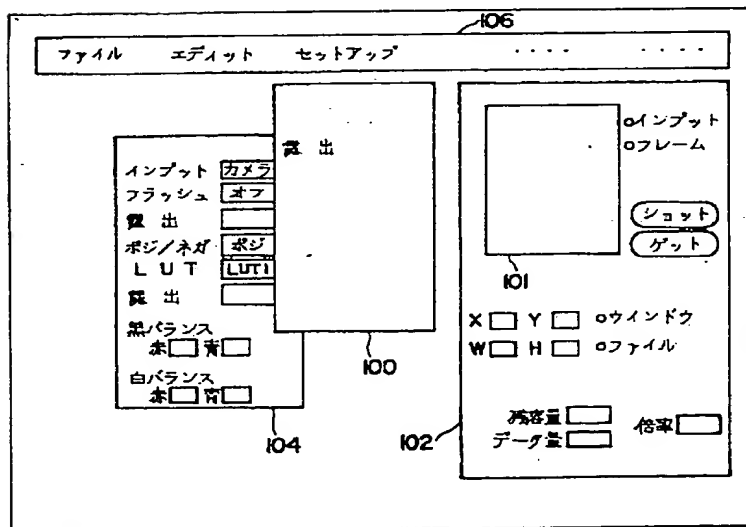 106
ファイル エディット セットアップ ・・・・ ・・・・
露出
インプット カメラ
フラッシュ オフ
露出
ポジ/ネガ ポジ
LUT LUT1
露出
黒バランス
赤 青
白バランス
赤 青
104
100
インプット
フレーム
ショット
ゲット
101
X Y ウインドウ
W H ファイル
残容量
データ量
倍率
102